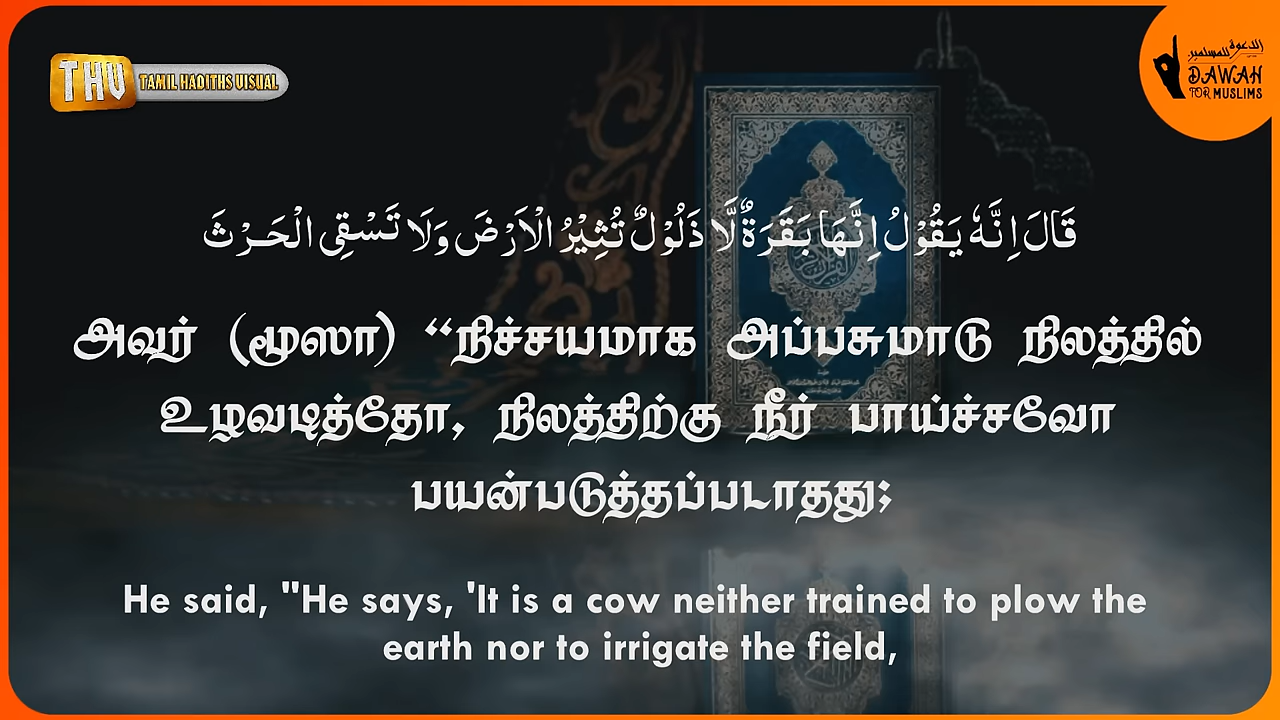 THV
TAMIL HADITHS VISUAL
الدعوة للمسلمين
DAWAH
FOR MUSLIMS
قَالَ اِنَّهٗ يَقُوْلُ اِنَّهَا بَقَرَةٌ لَّا ذَلُوْلٌ تُثِيْرُ الْاَرْضَ وَلَا تَسْقِى الْحَـرْثَ
அவர் (மூஸா) “நிச்சயமாக அப்பசுமாடு நிலத்தில்
உழவடித்தோ, நிலத்திற்கு நீர் பாய்ச்சவோ
பயன்படுத்தப்படாதது;
He said, "He says, 'It is a cow neither trained to plow the
earth nor to irrigate the field,